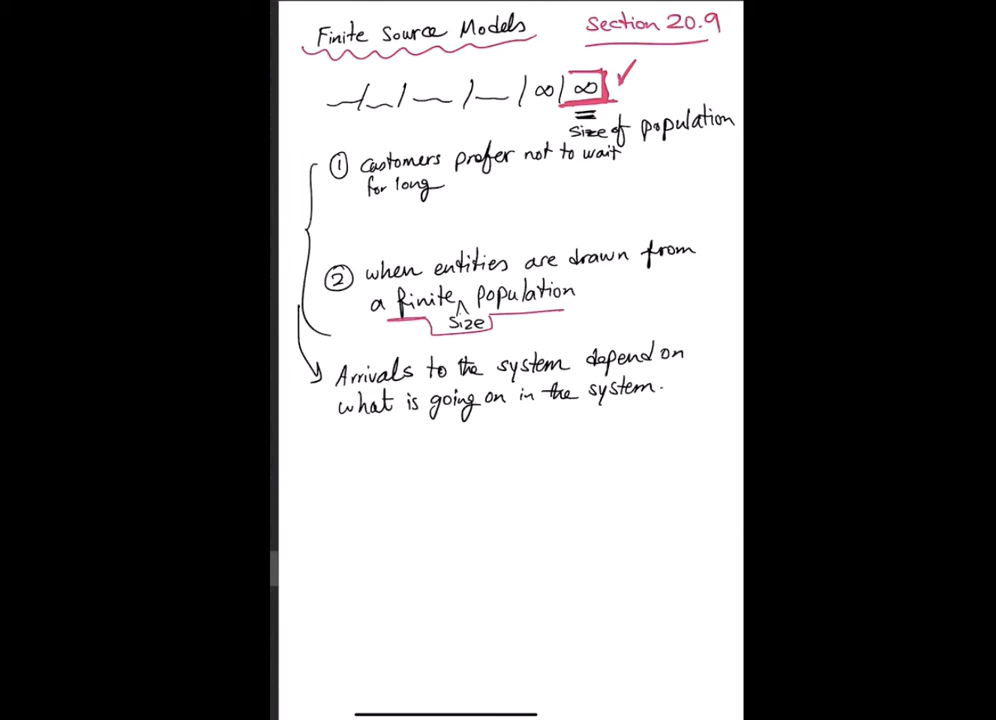 Finite Source Models
Section 20.9
_/_/_/_/∞/∞ ✓
Size of population
① Customers prefer not to wait
for long
② when entities are drawn from
a finite ^ population
Size
Arrivals to the system depend on
what is going on in the system.